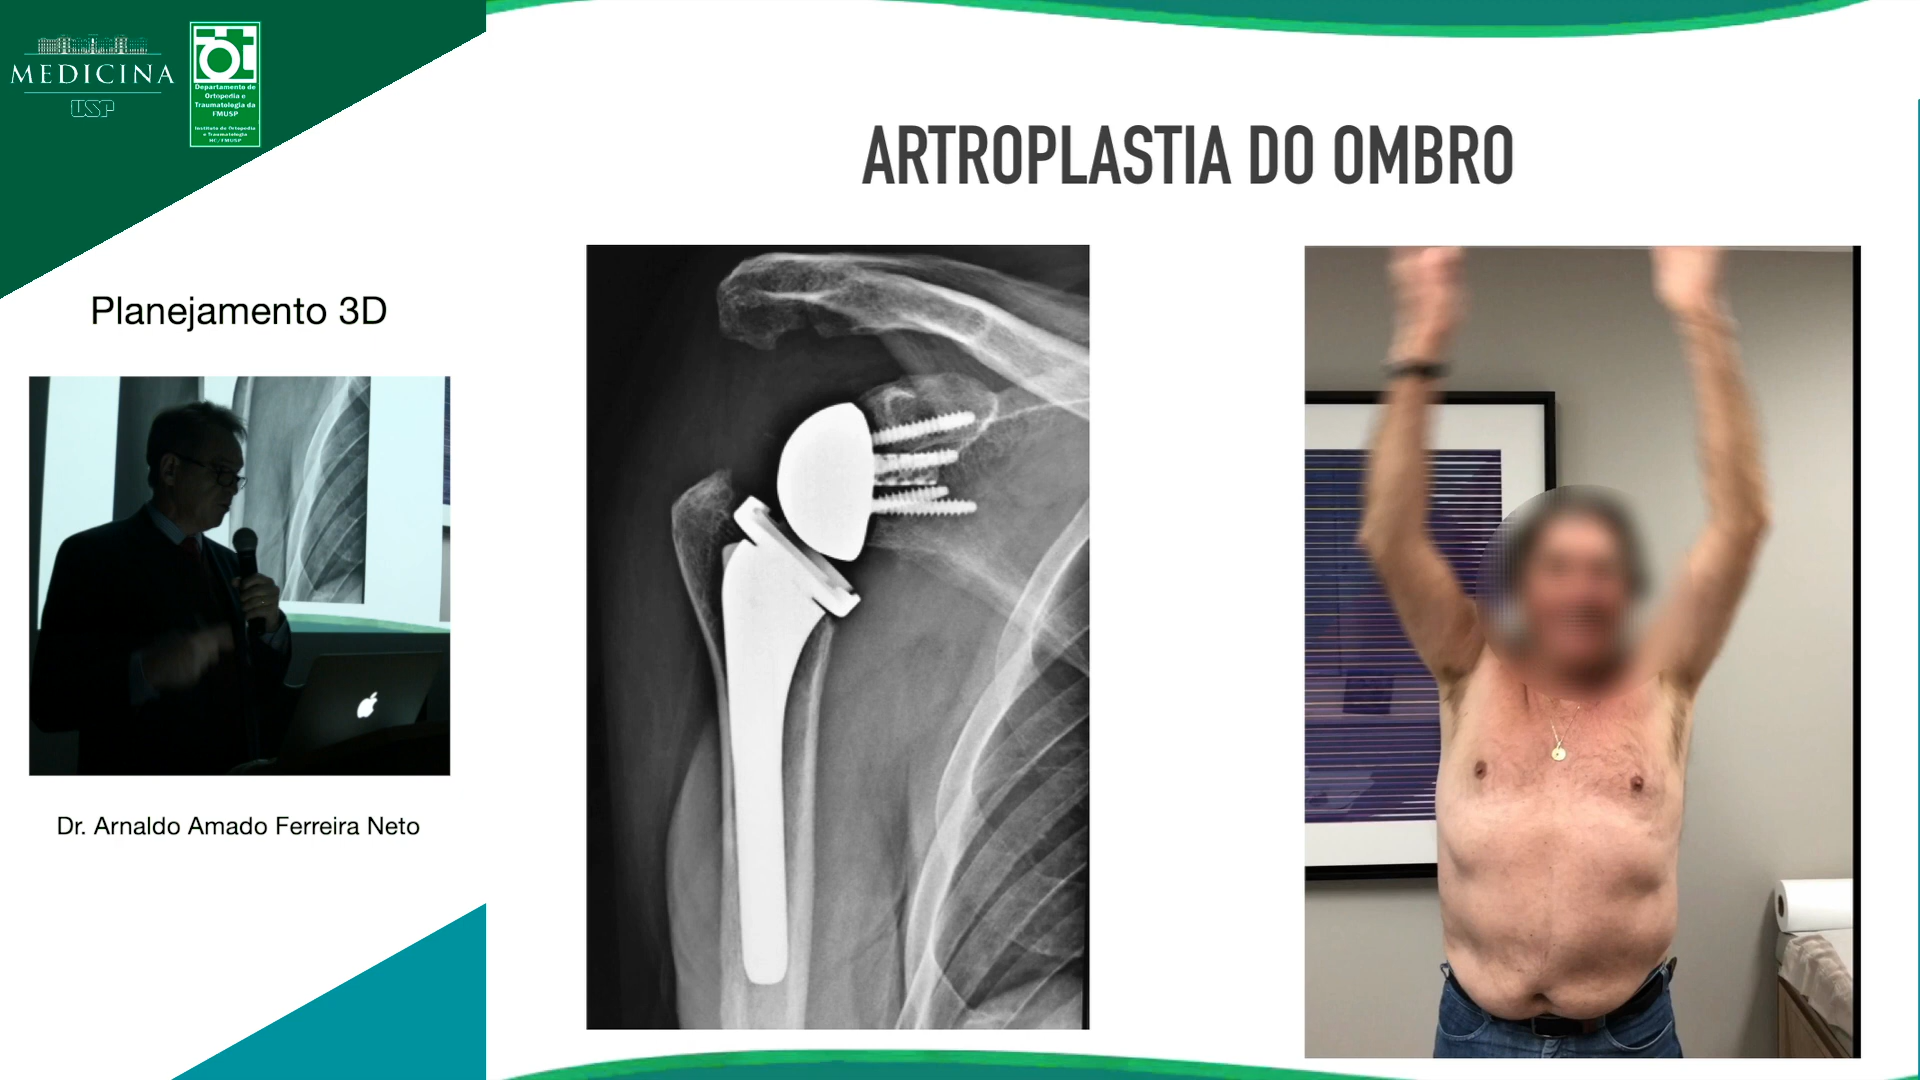 MEDICINA
USP
Departamento de
Ortopedia e
Traumatologia da
FMUSP
Instituto de Ortopedia
e Traumatologia
HC/FMUSP
ARTROPLASTIA DO OMBRO
Planejamento 3D
Dr. Arnaldo Amado Ferreira Neto